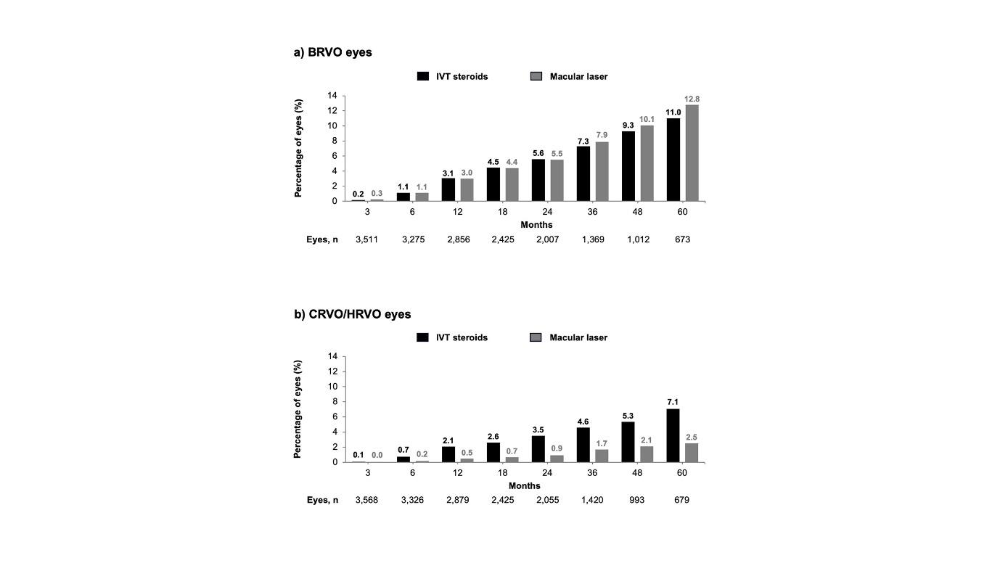 a) BRVO eyes
IVT steroids Macular laser
Percentage of eyes (%)
14
12
10
8
6
4
2
0
0.2 0.3 1.1 1.1 3.1 3.0 4.5 4.4 5.6 5.5 7.3 7.9 9.3 10.1 11.0 12.8
3 6 12 18 24 36 48 60
Months
Eyes, n 3,511 3,275 2,856 2,425 2,007 1,369 1,012 673
b) CRVO/HRVO eyes
IVT steroids Macular laser
Percentage of eyes (%)
14
12
10
8
6
4
2
0
0.1 0.0 0.7 0.2 2.1 0.5 2.6 0.7 3.5 0.9 4.6 1.7 5.3 2.1 7.1 2.5
3 6 12 18 24 36 48 60
Months
Eyes, n 3,568 3,326 2,879 2,425 2,055 1,420 993 679